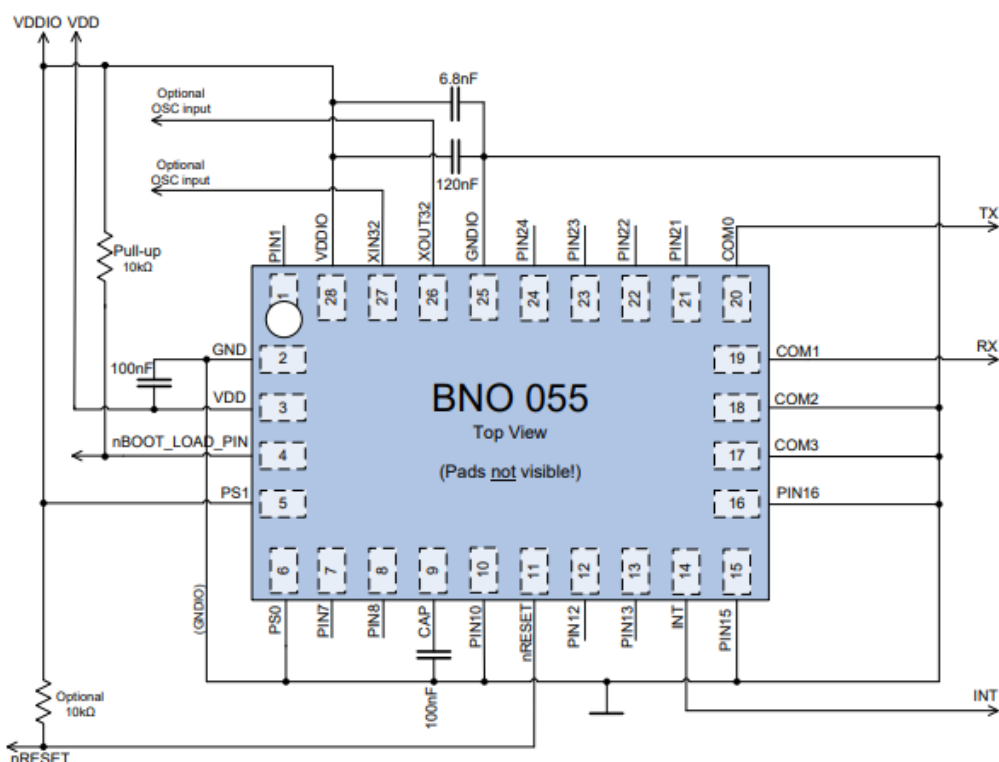 VDDIO VDD
6.8nF
Optional
OSC input
120nF
Optional
OSC input
TX
Pull-up
10kΩ
PIN1
VDDIO
XIN32
XOUT32
GNDIO
PIN24
PIN23
PIN22
PIN21
COM0
1
28
27
26
25
24
23
22
21
20
GND
2
19
COM1
RX
100nF
BNO 055
VDD
3
18
COM2
Top View
nBOOT_LOAD_PIN
4
17
COM3
(Pads not visible!)
PS1
5
16
PIN16
6
7
8
9
10
11
12
13
14
15
(GNDIO)
PS0
PIN7
PIN8
CAP
PIN10
nRESET
PIN12
PIN13
INT
PIN15
100nF
Optional
10kΩ
INT
nRESET